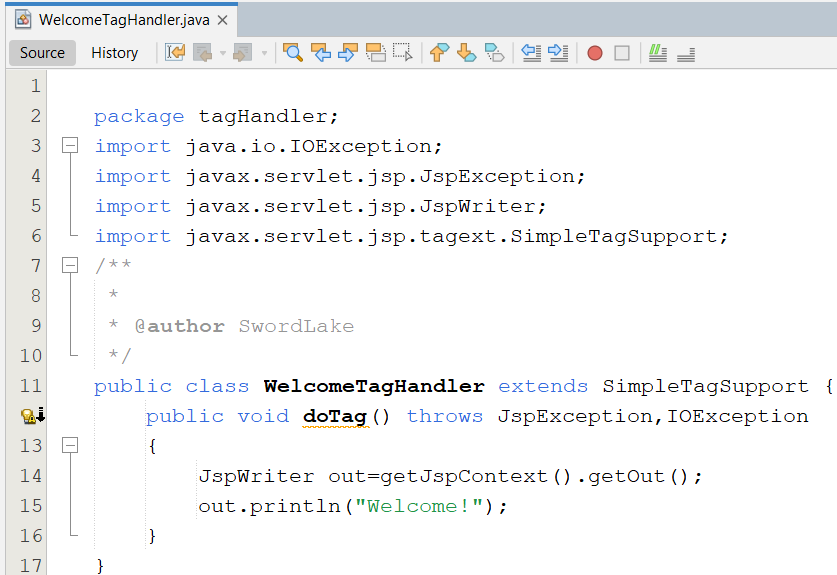 WelcomeTagHandler.java
Source History
1
2 package tagHandler;
3 import java.io.IOException;
4 import javax.servlet.jsp.JspException;
5 import javax.servlet.jsp.JspWriter;
6 import javax.servlet.jsp.tagext.SimpleTagSupport;
7 /**
8 *
9 * @author SwordLake
10 */
11 public class WelcomeTagHandler extends SimpleTagSupport {
public void doTag() throws JspException,IOException
13 {
14 JspWriter out=getJspContext().getOut();
15 out.println("Welcome!");
16 }
17 }